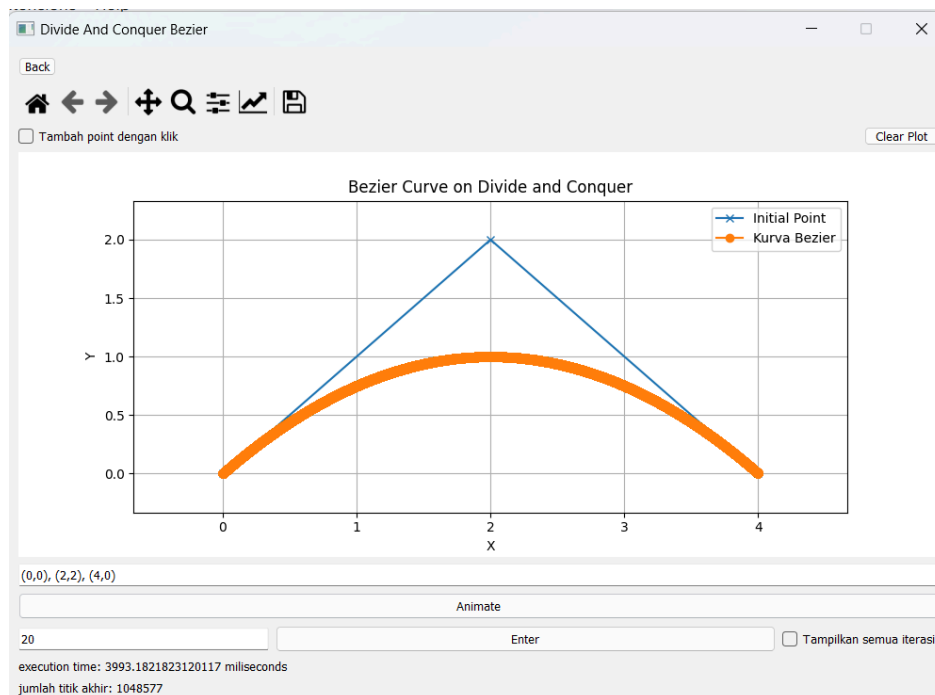 Divide And Conquer Bezier
Back
Tambah point dengan klik
Clear Plot
Bezier Curve on Divide and Conquer
Initial Point
Kurva Bezier
2.0
1.5
1.0
0.5
0.0
Y
0 1 2 3 4
X
(0,0), (2,2), (4,0)
Animate
20
Enter
Tampilkan semua iterasi
execution time: 3993.1821823120117 miliseconds
jumlah titik akhir: 1048577